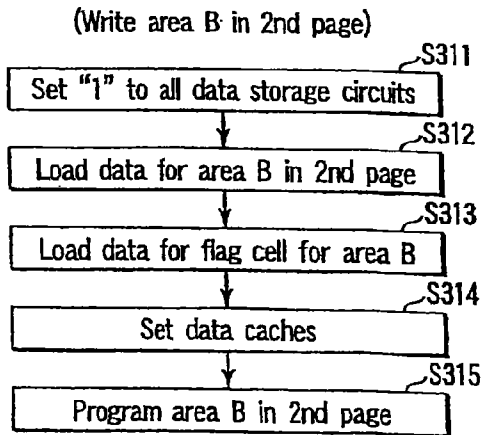 (Write area B in 2nd page)
S311
Set "1" to all data storage circuits
S312
Load data for area B in 2nd page
S313
Load data for flag cell for area B
S314
Set data caches
S315
Program area B in 2nd page